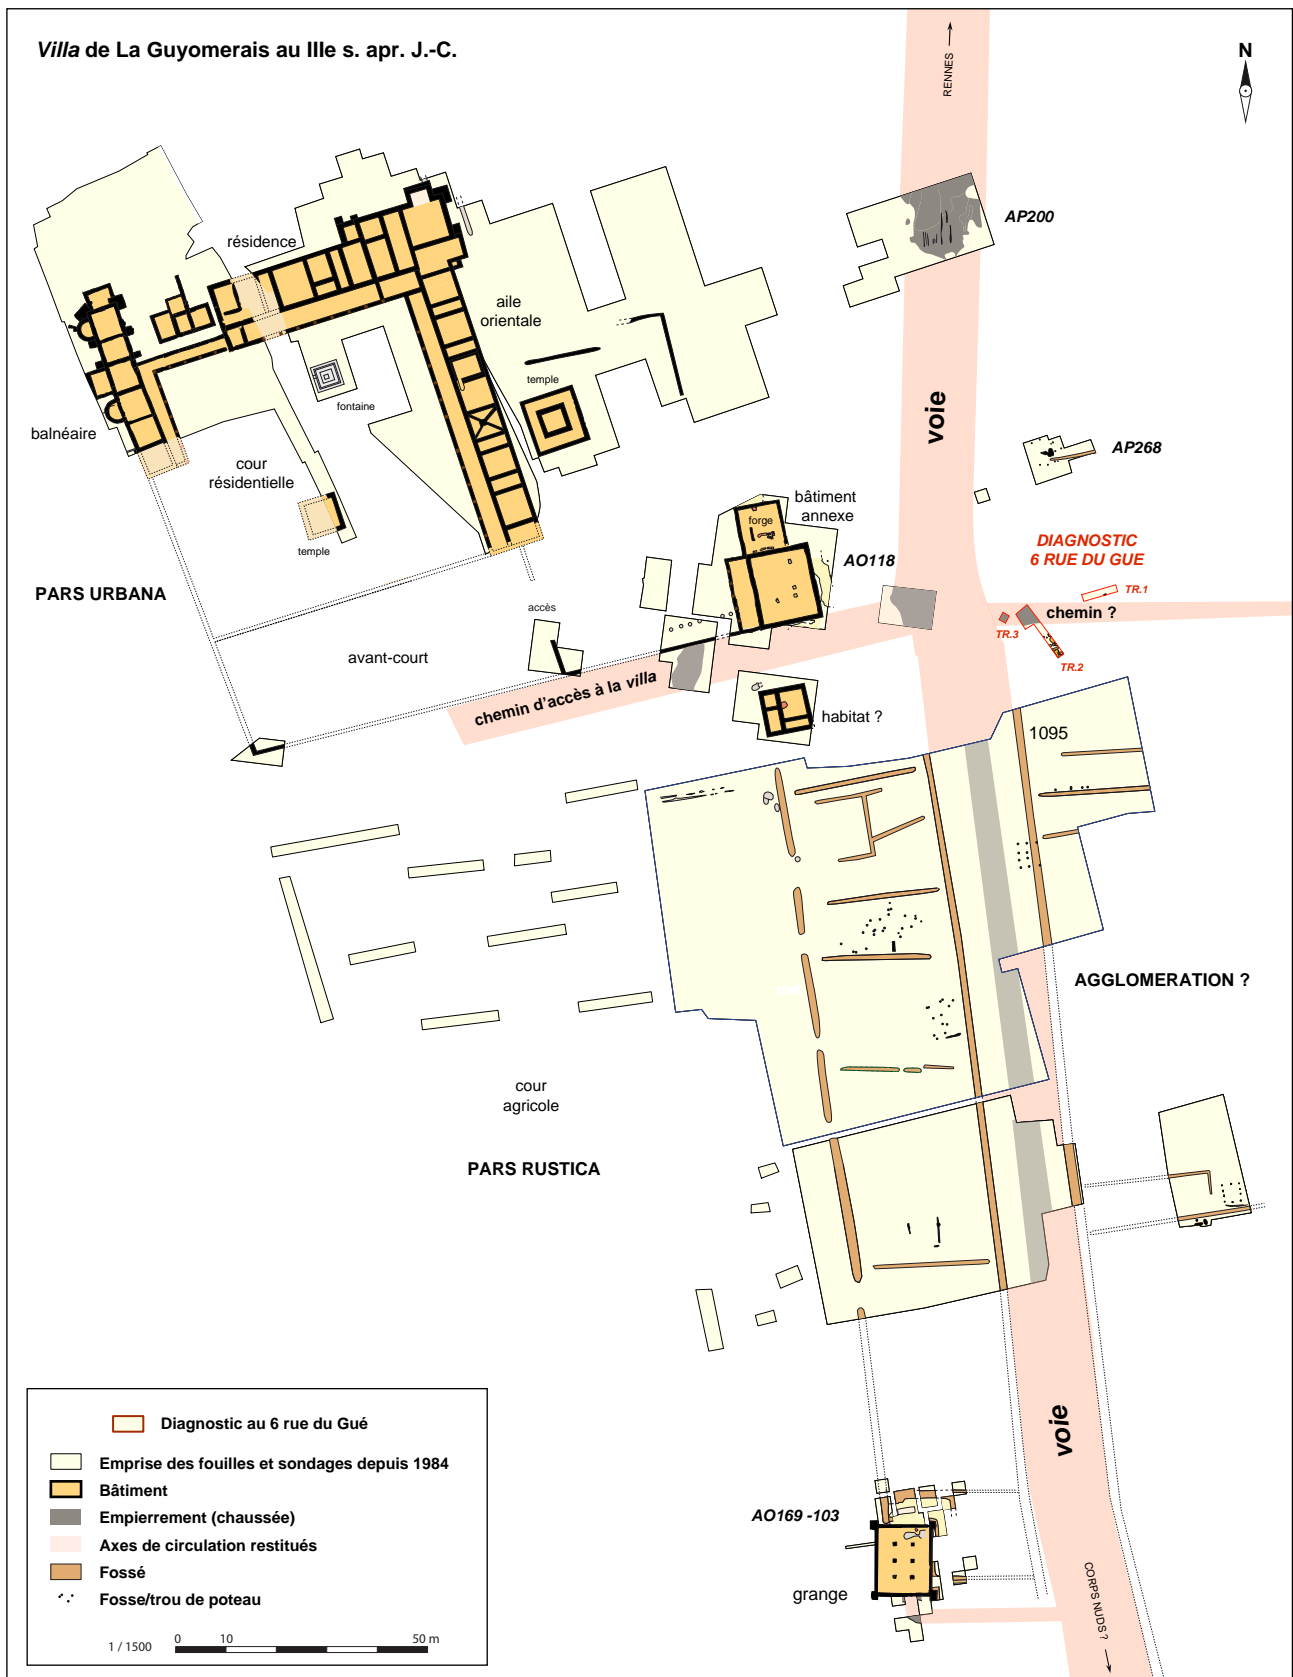 Villa de La Guyomerais au IIIe s. apr. J.-C.
RENNES
N
AP200
résidence
aile
orientale
temple
fontaine
balnéaire
cour
résidentielle
temple
voie
AP268
bâtiment
annexe
forge
AO118
DIAGNOSTIC
6 RUE DU GUE
TR.1
chemin ?
TR.3
TR.2
PARS URBANA
accès
avant-court
chemin d'accès à la villa
habitat ?
1095
AGGLOMERATION ?
cour
agricole
PARS RUSTICA
voie
AO169 -103
grange
CORPS NUDS ?
Diagnostic au 6 rue du Gué
Emprise des fouilles et sondages depuis 1984
Bâtiment
Empierrement (chaussée)
Axes de circulation restitués
Fossé
Fosse/trou de poteau
1 / 1500
0 10 50 m